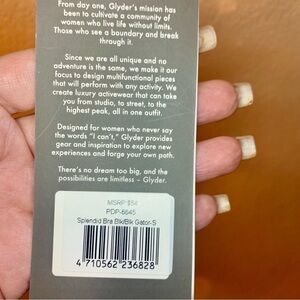 From day one, Glyder's mission has
been to cultivate a community of
women who live life without limit.
Those who see a boundary and break
through it.
Since we are all unique and no
adventure is the same, we make it our
focus to design multifunctional pieces
that will perform with any activity. We
create luxury activewear that can take
you from studio, to street, to the
highest peak, all in one outfit.
Designed for women who never say
the words "I can't," Glyder provides
gear and inspiration to explore new
experiences and forge your own path.
There's no dream too big, and the
possibilities are limitless – Glyder.
MSRP $54
PDP-6645
Splendid Bra Blk/Blk Gator-S
4 710562 236828